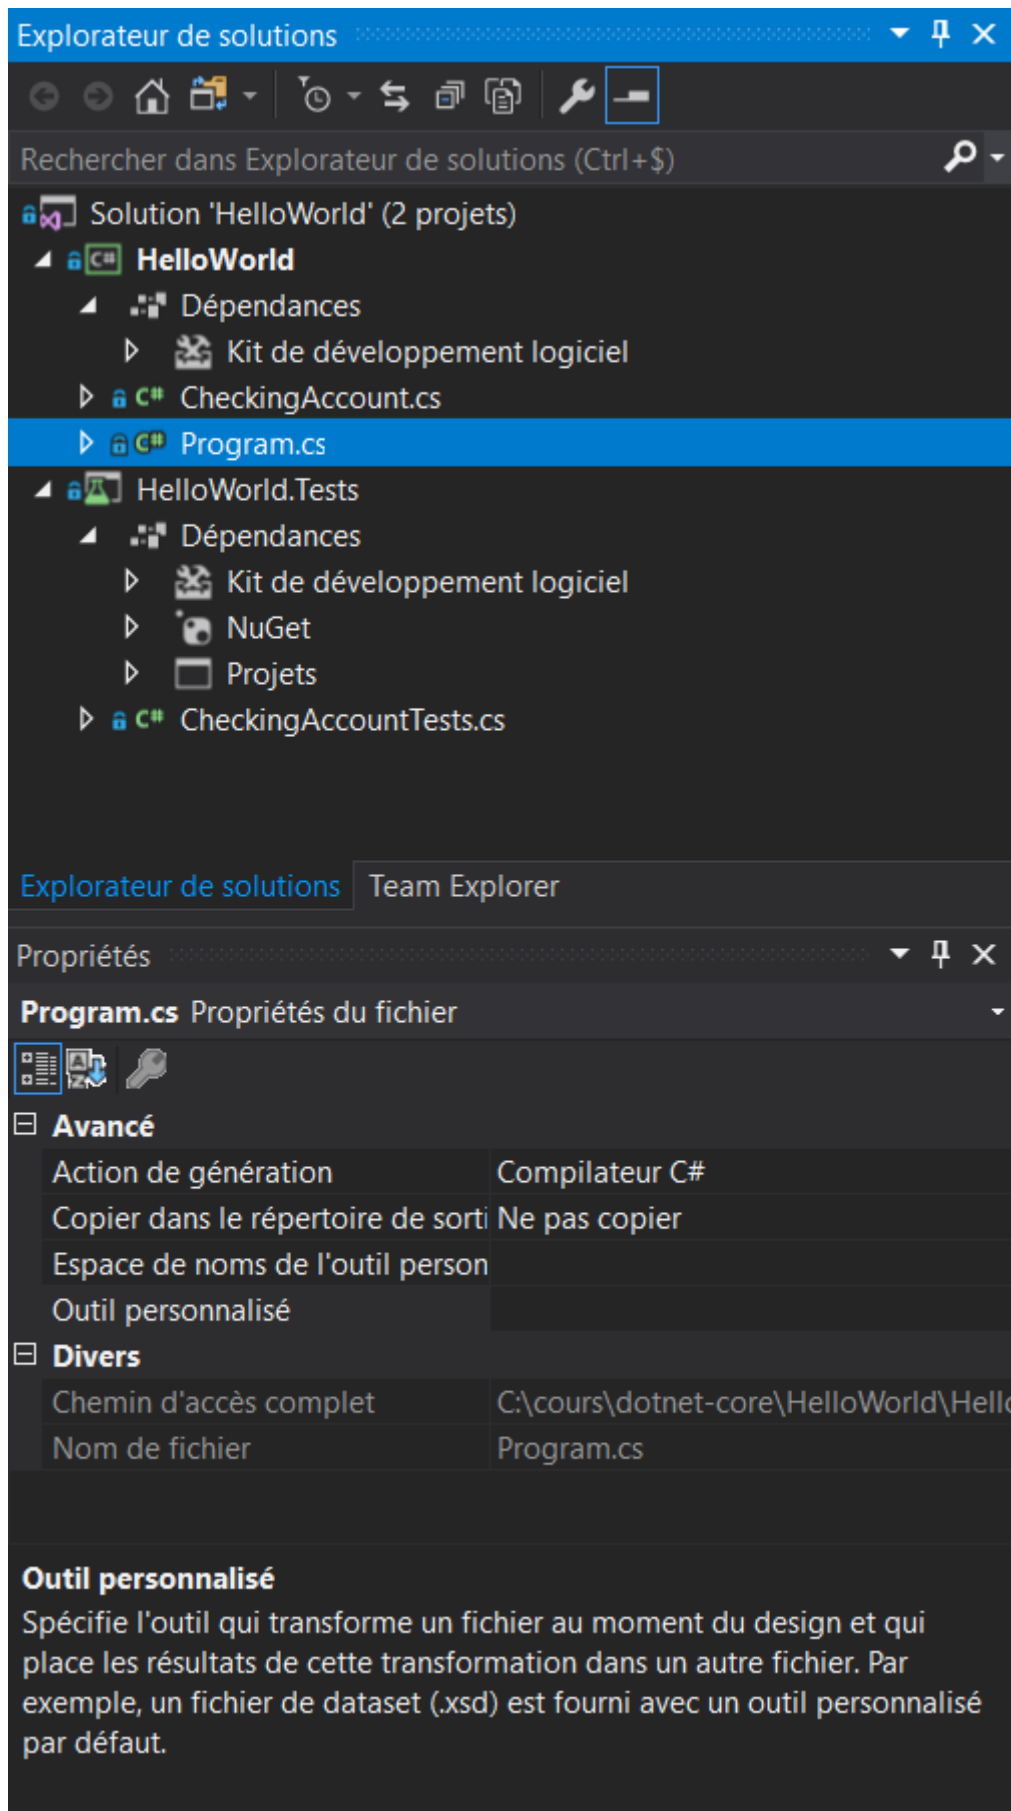 Explorateur de solutions
Rechercher dans Explorateur de solutions (Ctrl+$)
Solution 'HelloWorld' (2 projets)
C# HelloWorld
Dépendances
Kit de développement logiciel
C# CheckingAccount.cs
C# Program.cs
HelloWorld.Tests
Dépendances
Kit de développement logiciel
NuGet
Projets
C# CheckingAccountTests.cs
Explorateur de solutions Team Explorer
Propriétés
Program.cs Propriétés du fichier
Avancé
Action de génération Compilateur C#
Copier dans le répertoire de sorti Ne pas copier
Espace de noms de l'outil person
Outil personnalisé
Divers
Chemin d'accès complet C:\cours\dotnet-core\HelloWorld\Hello
Nom de fichier Program.cs
Outil personnalisé
Spécifie l'outil qui transforme un fichier au moment du design et qui
place les résultats de cette transformation dans un autre fichier. Par
exemple, un fichier de dataset (.xsd) est fourni avec un outil personnalisé
par défaut.